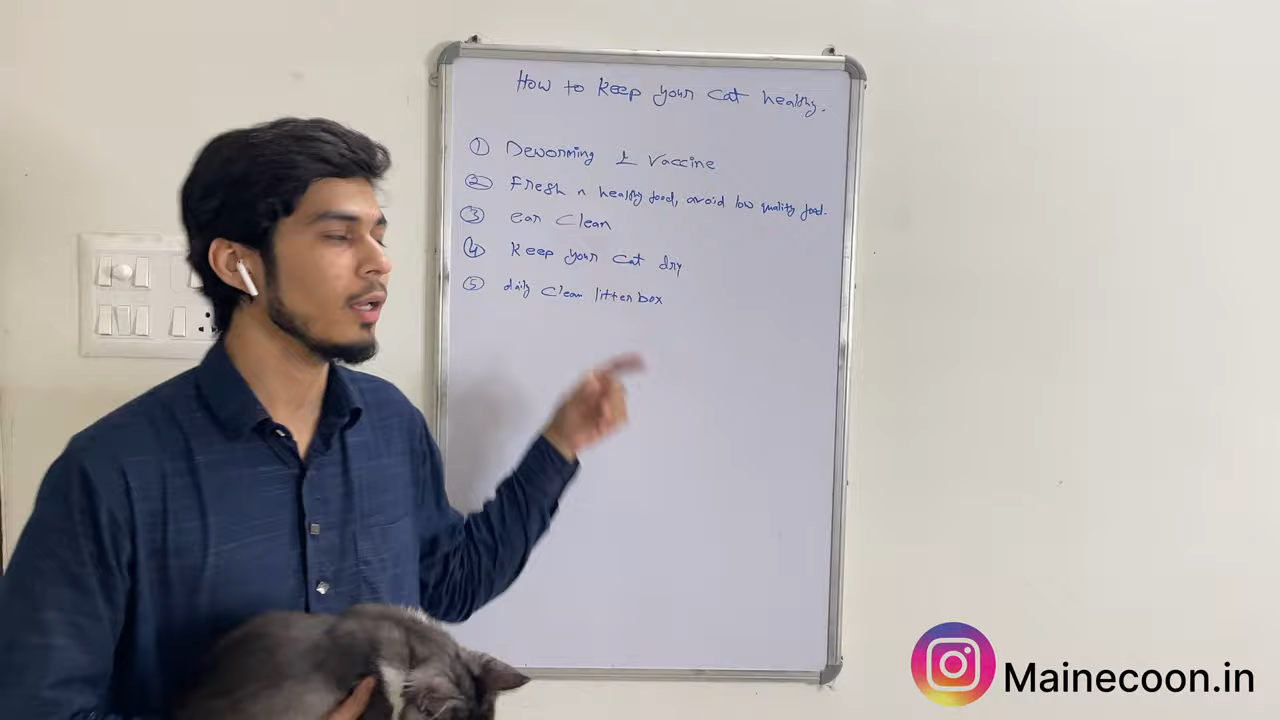 How to keep your cat healthy.
① Deworming & Vaccine
② Fresh n healthy food, avoid low quality food.
③ ear clean
④ keep your cat dry
⑤ daily clean litter box
Mainecoon.in